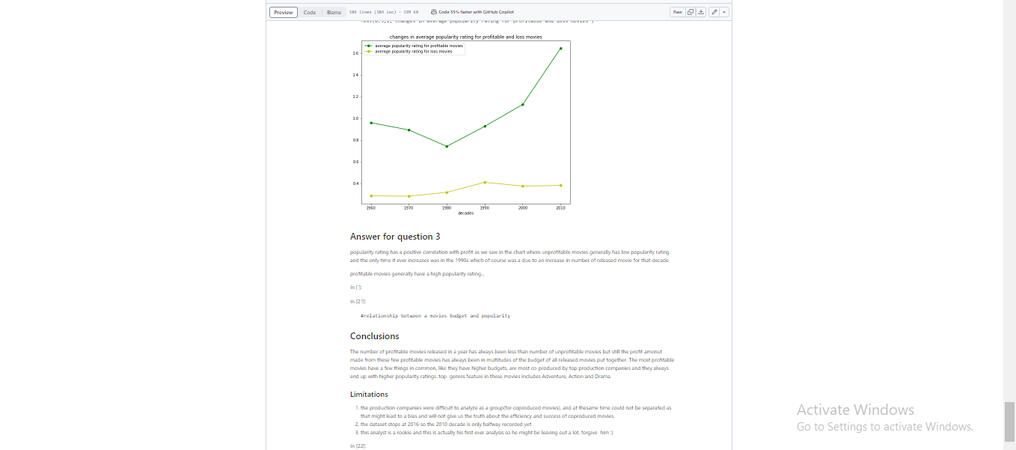 Preview Code Blame Code 55% faster with GitHub Copilot Raw
changes in average popularity rating for profitable and loss movies
average popularity rating for profitable movies
average popularity rating for loss movies
1.6
1.4
1.2
1.0
0.8
0.6
0.4
1960 1970 1980 1990 2000 2010
decades
Answer for question 3
popularity rating has a positive correlation with profit as we saw in the chart where unprofitable movies generally has low popularity rating
and the only time it ever increases was in the 1990s which of course was a due to an increase in number of released movie for that decade.
profitable movies generally have a high popularity rating..
In [ ]:
In [21]:
#relationship between a movies budget and popularity
Conclusions
The number of profitable movies released in a year has always been less than number of unprofitable movies but still the profit amount
made from these few profitable movies has always been in multitudes of the budget of all released movies put together. The most profitable
movies have a few things in common, like they have higher budgets, are most co-produced by top production companies and they always
end up with higher popularity ratings. top genres feature in these movies includes Adventure, Action and Drama.
Limitations
1. the production companies were difficult to analyze as a group(for coproduced movies), and at thesame time could not be separated as
that might lead to a bias and will not give us the truth about the efficiency and success of coproduced movies.
2. the dataset stops at 2016 so the 2010 decade is only halfway recorded yet
3. this analyst is a rookie and this is actually his first ever analysis so he might be leaving out a lot. forgive him :)
In [22]:
Activate Windows
Go to Settings to activate Windows.